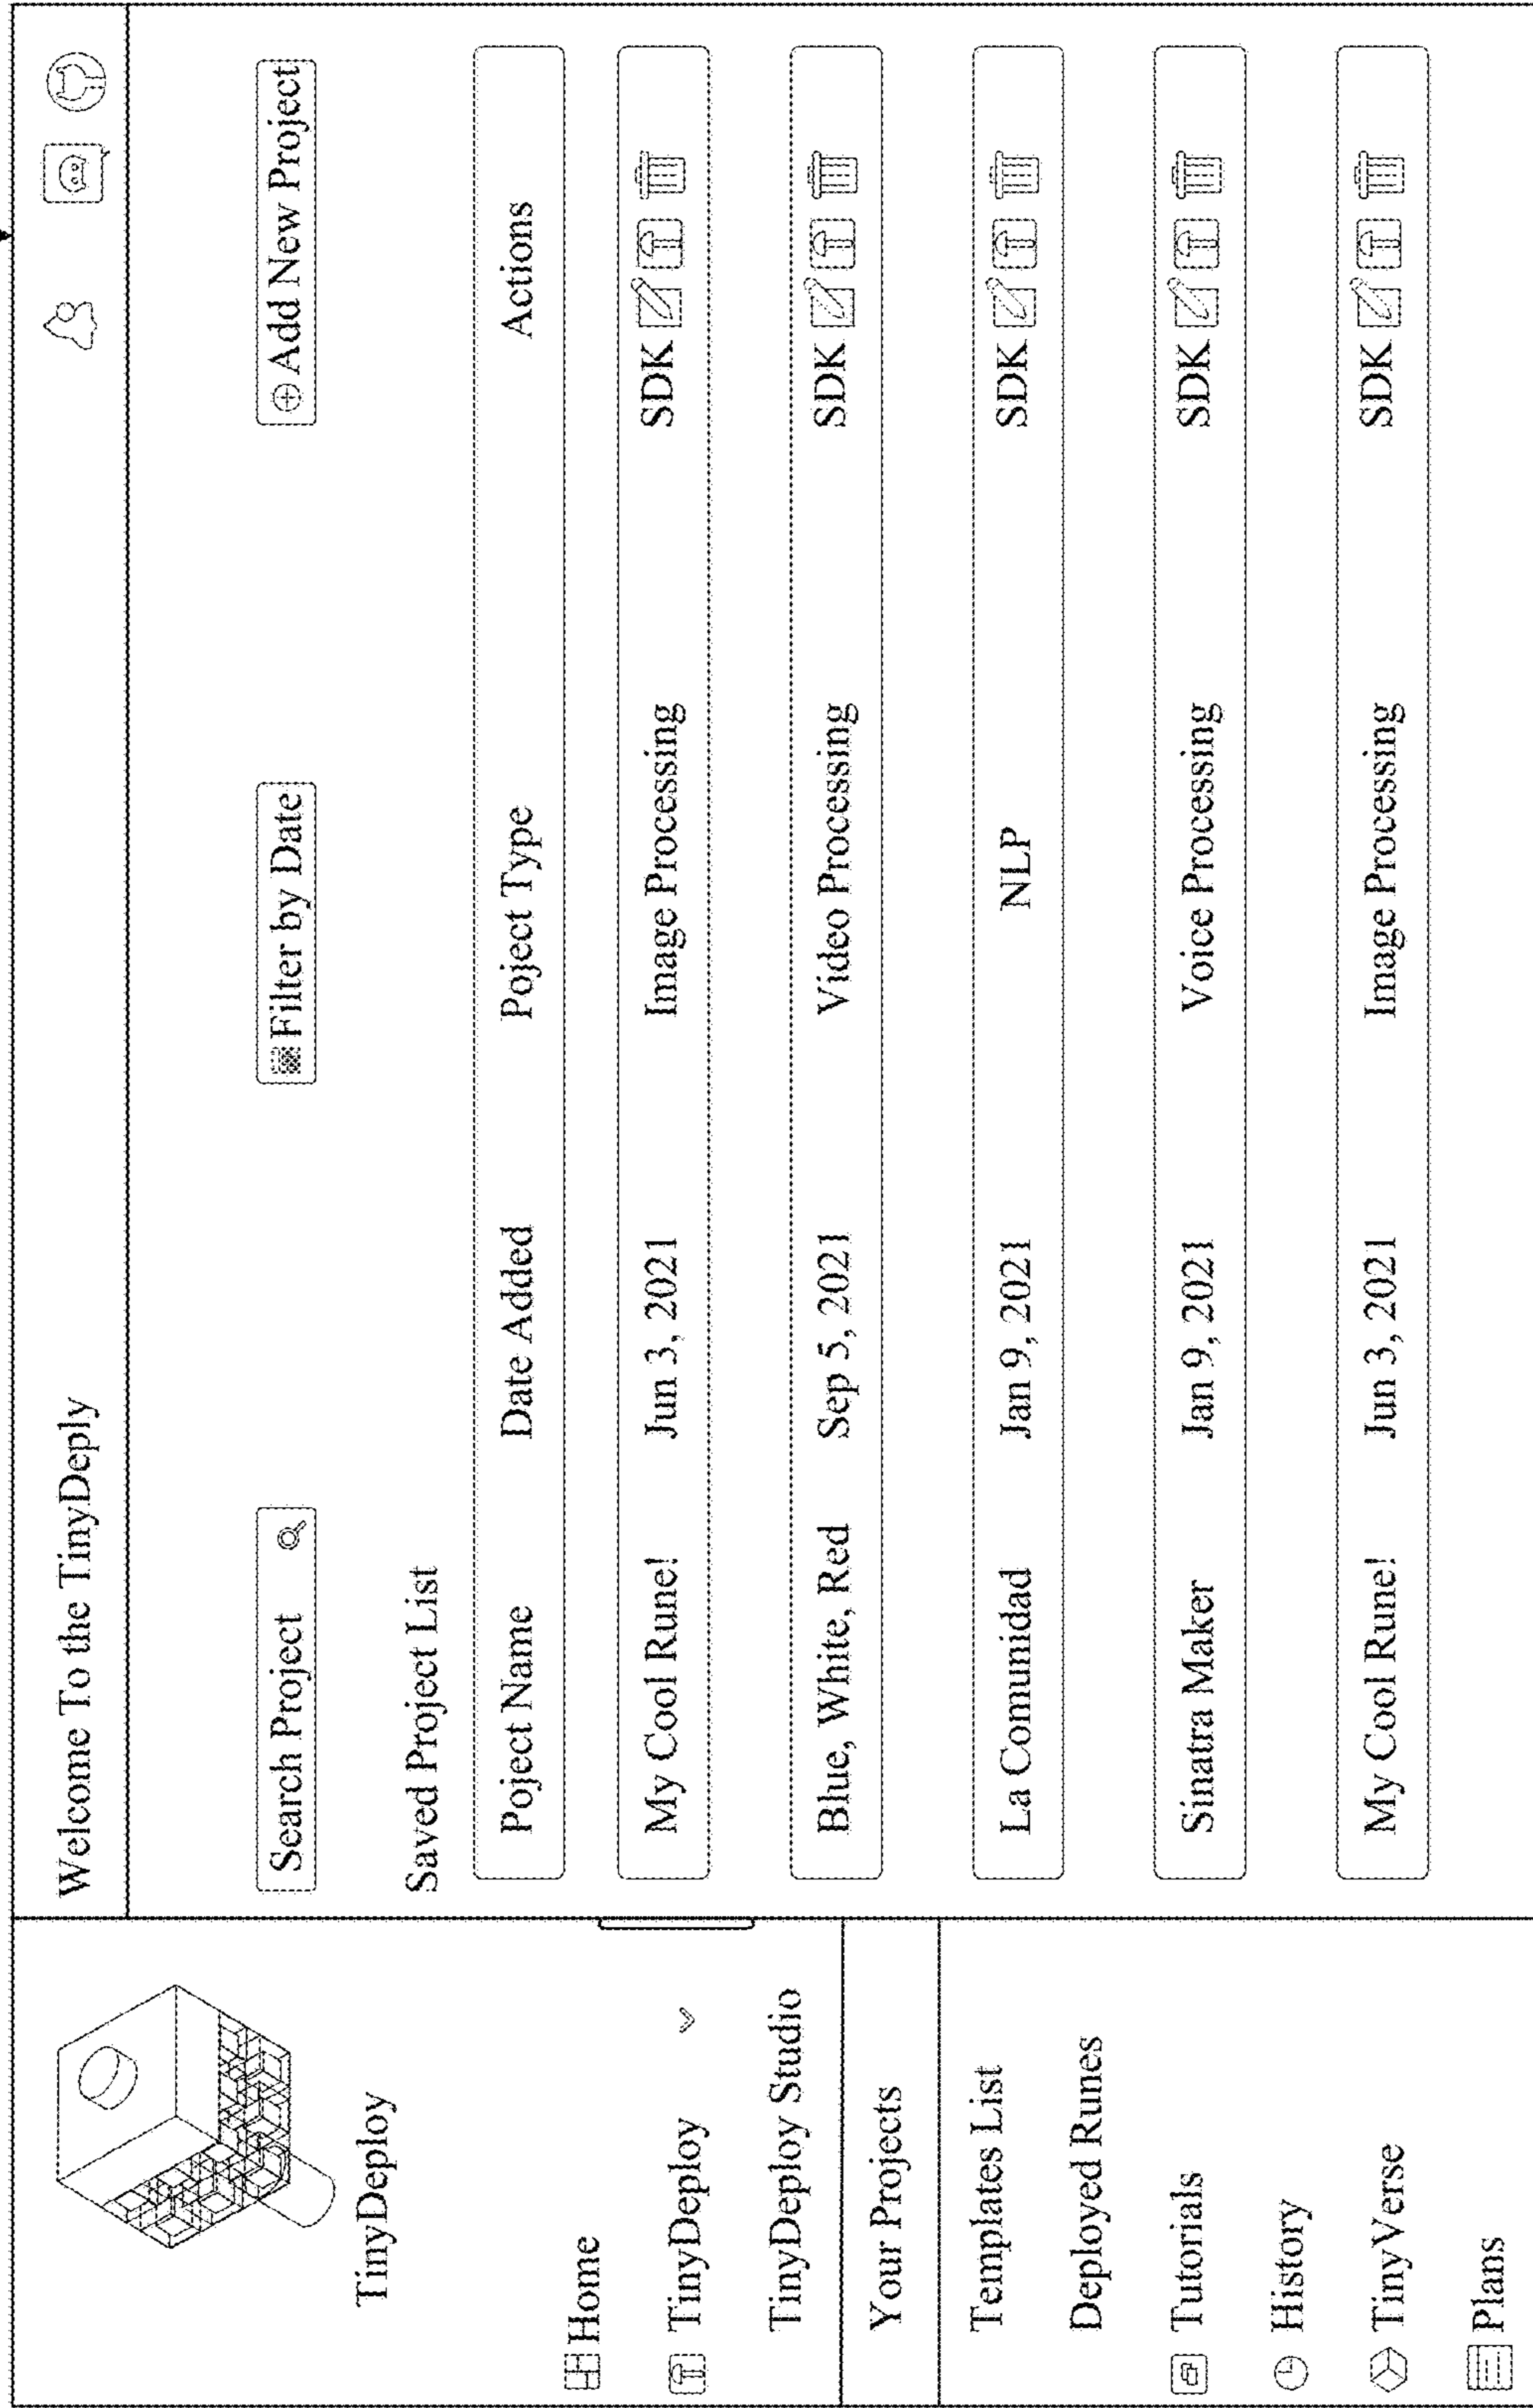 TinyDeploy
Home
TinyDeploy
TinyDeploy Studio
Your Projects
Templates List
Deployed Runes
Tutorials
History
TinyVerse
Plans
Welcome To the TinyDeply
Search Project
Filter by Date
Add New Project
Saved Project List
Poject Name Date Added Poject Type Actions
My Cool Rune! Jun 3, 2021 Image Processing SDK
Blue, White, Red Sep 5, 2021 Video Processing SDK
La Comunidad Jan 9, 2021 NLP SDK
Sinatra Maker Jan 9, 2021 Voice Processing SDK
My Cool Rune! Jun 3, 2021 Image Processing SDK